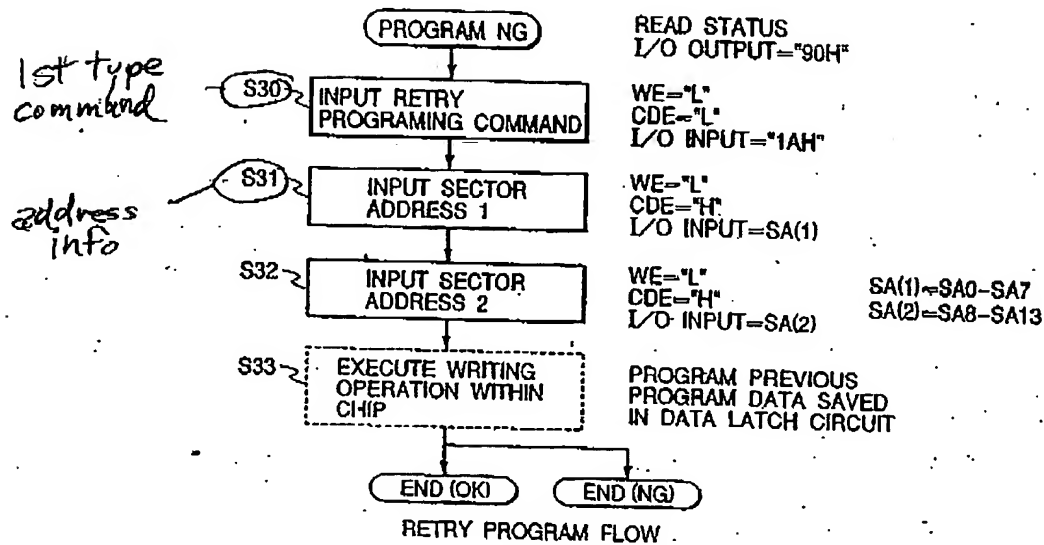 PROGRAM NG
READ STATUS
I/O OUTPUT="90H"
1st type
command
S30
INPUT RETRY
PROGRAMING COMMAND
WE="L"
CDE="L"
I/O INPUT="1AH"
address
info
S31
INPUT SECTOR
ADDRESS 1
WE="L"
CDE="H"
I/O INPUT=SA(1)
S32
INPUT SECTOR
ADDRESS 2
WE="L"
CDE="H"
I/O INPUT=SA(2)
SA(1)=SA0-SA7
SA(2)=SA8-SA13
S33
EXECUTE WRITING
OPERATION WITHIN
CHIP
PROGRAM PREVIOUS
PROGRAM DATA SAVED
IN DATA LATCH CIRCUIT
END (OK)
END (NG)
RETRY PROGRAM FLOW